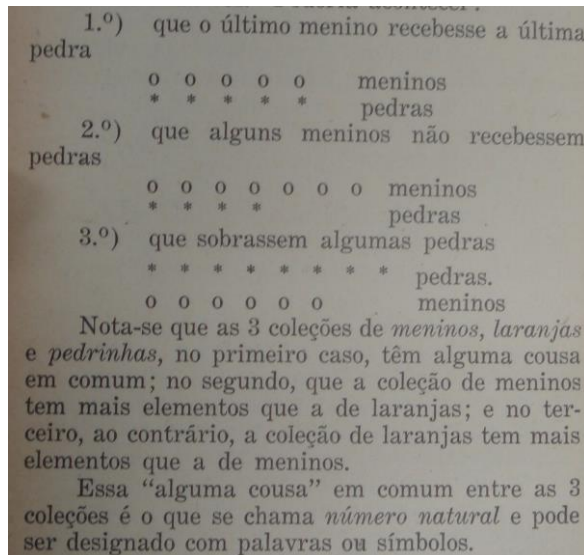 1.º) que o último menino recebesse a última
pedra
o o o o o meninos
* * * * * pedras
2.º) que alguns meninos não recebessem
pedras
o o o o o o o meninos
* * * * pedras
3.º) que sobrassem algumas pedras
* * * * * * * * pedras.
o o o o o o meninos
Nota-se que as 3 coleções de meninos, laranjas
e pedrinhas, no primeiro caso, têm alguma cousa
em comum; no segundo, que a coleção de meninos
tem mais elementos que a de laranjas; e no ter-
ceiro, ao contrário, a coleção de laranjas tem mais
elementos que a de meninos.
Essa “alguma cousa” em comum entre as 3
coleções é o que se chama número natural e pode
ser designado com palavras ou símbolos.